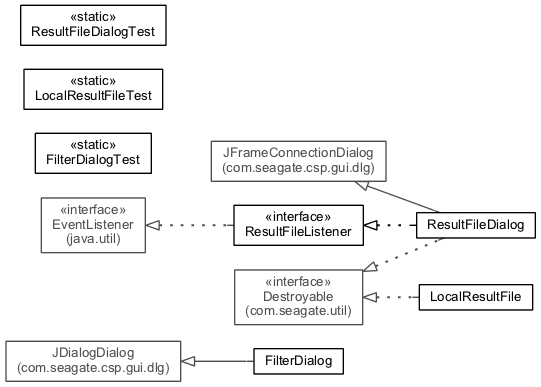 «static»
ResultFileDialogTest
«static»
LocalResultFileTest
«static»
FilterDialogTest
JFrameConnectionDialog
(com.seagate.csp.gui.dlg)
«interface»
EventListener
(java.util)
«interface»
ResultFileListener
ResultFileDialog
«interface»
Destroyable
(com.seagate.util)
LocalResultFile
JDialogDialog
(com.seagate.csp.gui.dlg)
FilterDialog